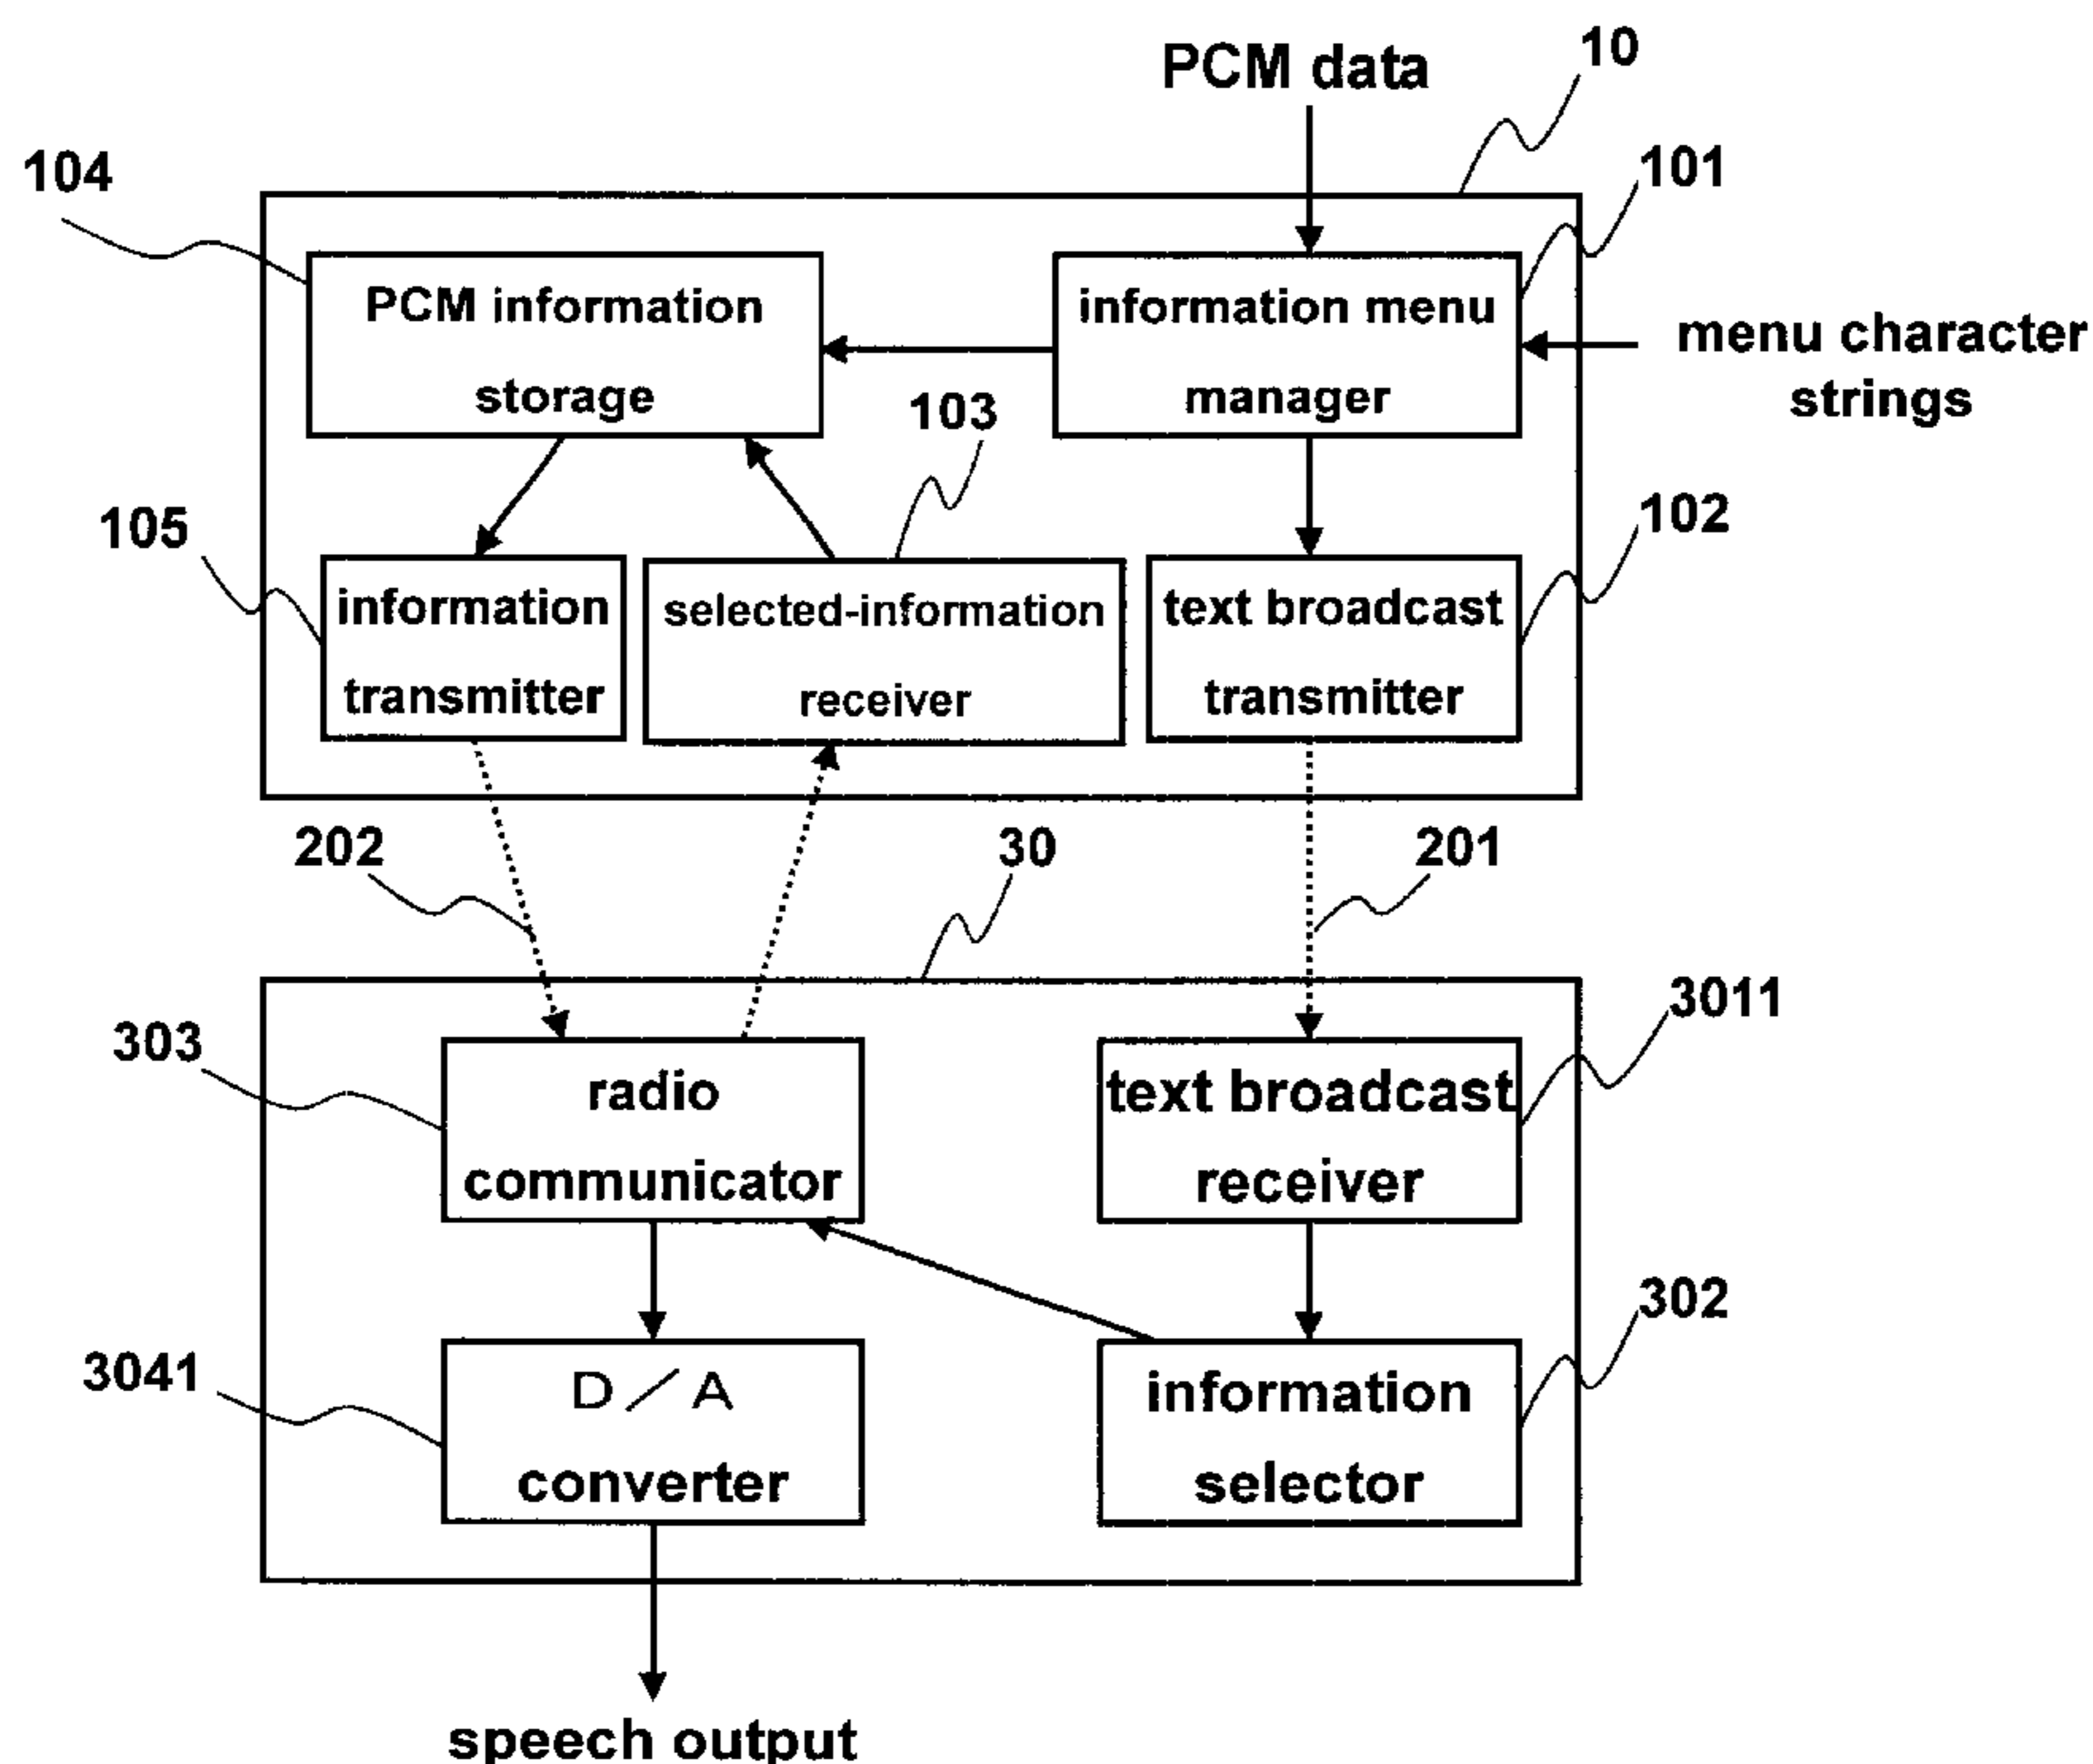 PCM data
10
104
101
PCM information
storage
information menu
manager
menu character
strings
103
105
102
information
transmitter
selected-information
receiver
text broadcast
transmitter
202
30
201
303
3011
radio
communicator
text broadcast
receiver
3041
302
D／A
converter
information
selector
speech output